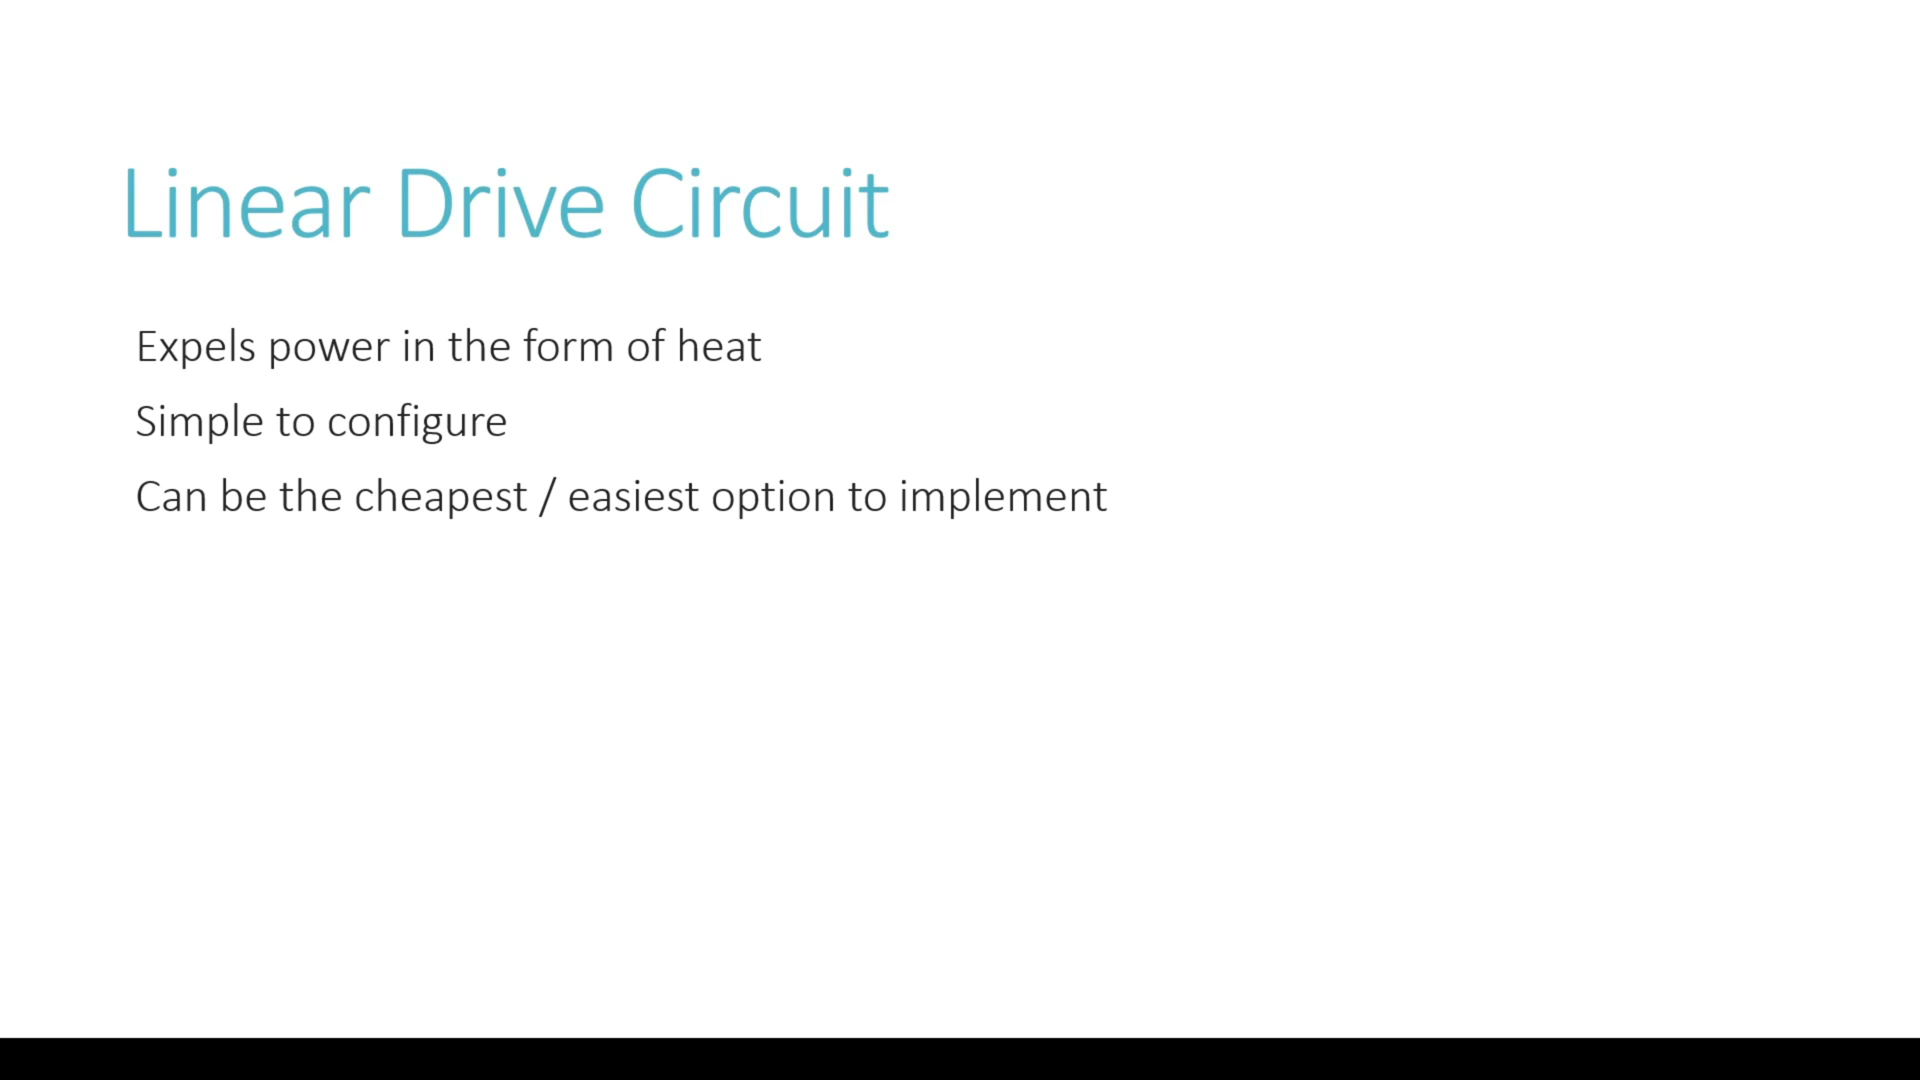 Linear Drive Circuit
Expels power in the form of heat
Simple to configure
Can be the cheapest / easiest option to implement